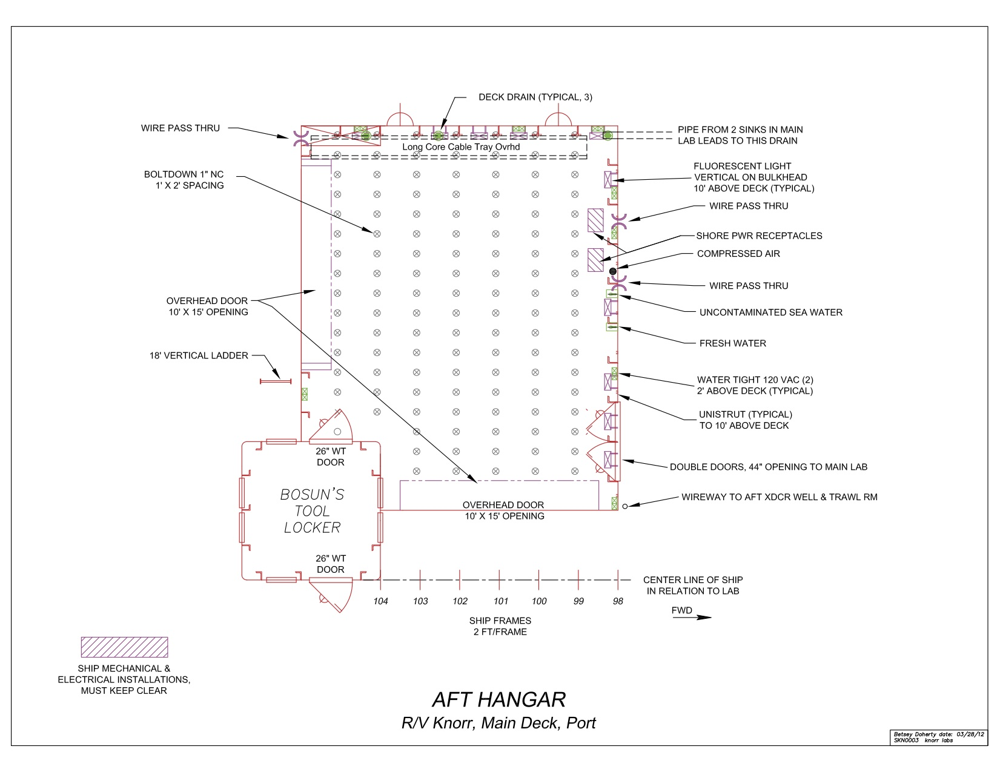 DECK DRAIN (TYPICAL, 3)
WIRE PASS THRU
PIPE FROM 2 SINKS IN MAIN
LAB LEADS TO THIS DRAIN
Long Core Cable Tray Ovrhd
FLUORESCENT LIGHT
VERTICAL ON BULKHEAD
10' ABOVE DECK (TYPICAL)
BOLTDOWN 1" NC
1' X 2' SPACING
WIRE PASS THRU
SHORE PWR RECEPTACLES
COMPRESSED AIR
WIRE PASS THRU
OVERHEAD DOOR
10' X 15' OPENING
UNCONTAMINATED SEA WATER
FRESH WATER
18' VERTICAL LADDER
WATER TIGHT 120 VAC (2)
2' ABOVE DECK (TYPICAL)
UNISTRUT (TYPICAL)
TO 10' ABOVE DECK
26" WT
DOOR
DOUBLE DOORS, 44" OPENING TO MAIN LAB
BOSUN'S
TOOL
LOCKER
WIREWAY TO AFT XDCR WELL & TRAWL RM
OVERHEAD DOOR
10' X 15' OPENING
26" WT
DOOR
CENTER LINE OF SHIP
IN RELATION TO LAB
104 103 102 101 100 99 98
FWD
SHIP FRAMES
2 FT/FRAME
SHIP MECHANICAL &
ELECTRICAL INSTALLATIONS,
MUST KEEP CLEAR
AFT HANGAR
R/V Knorr, Main Deck, Port
Betsey Doherty date: 03/28/12
SKN0003 knorr labs